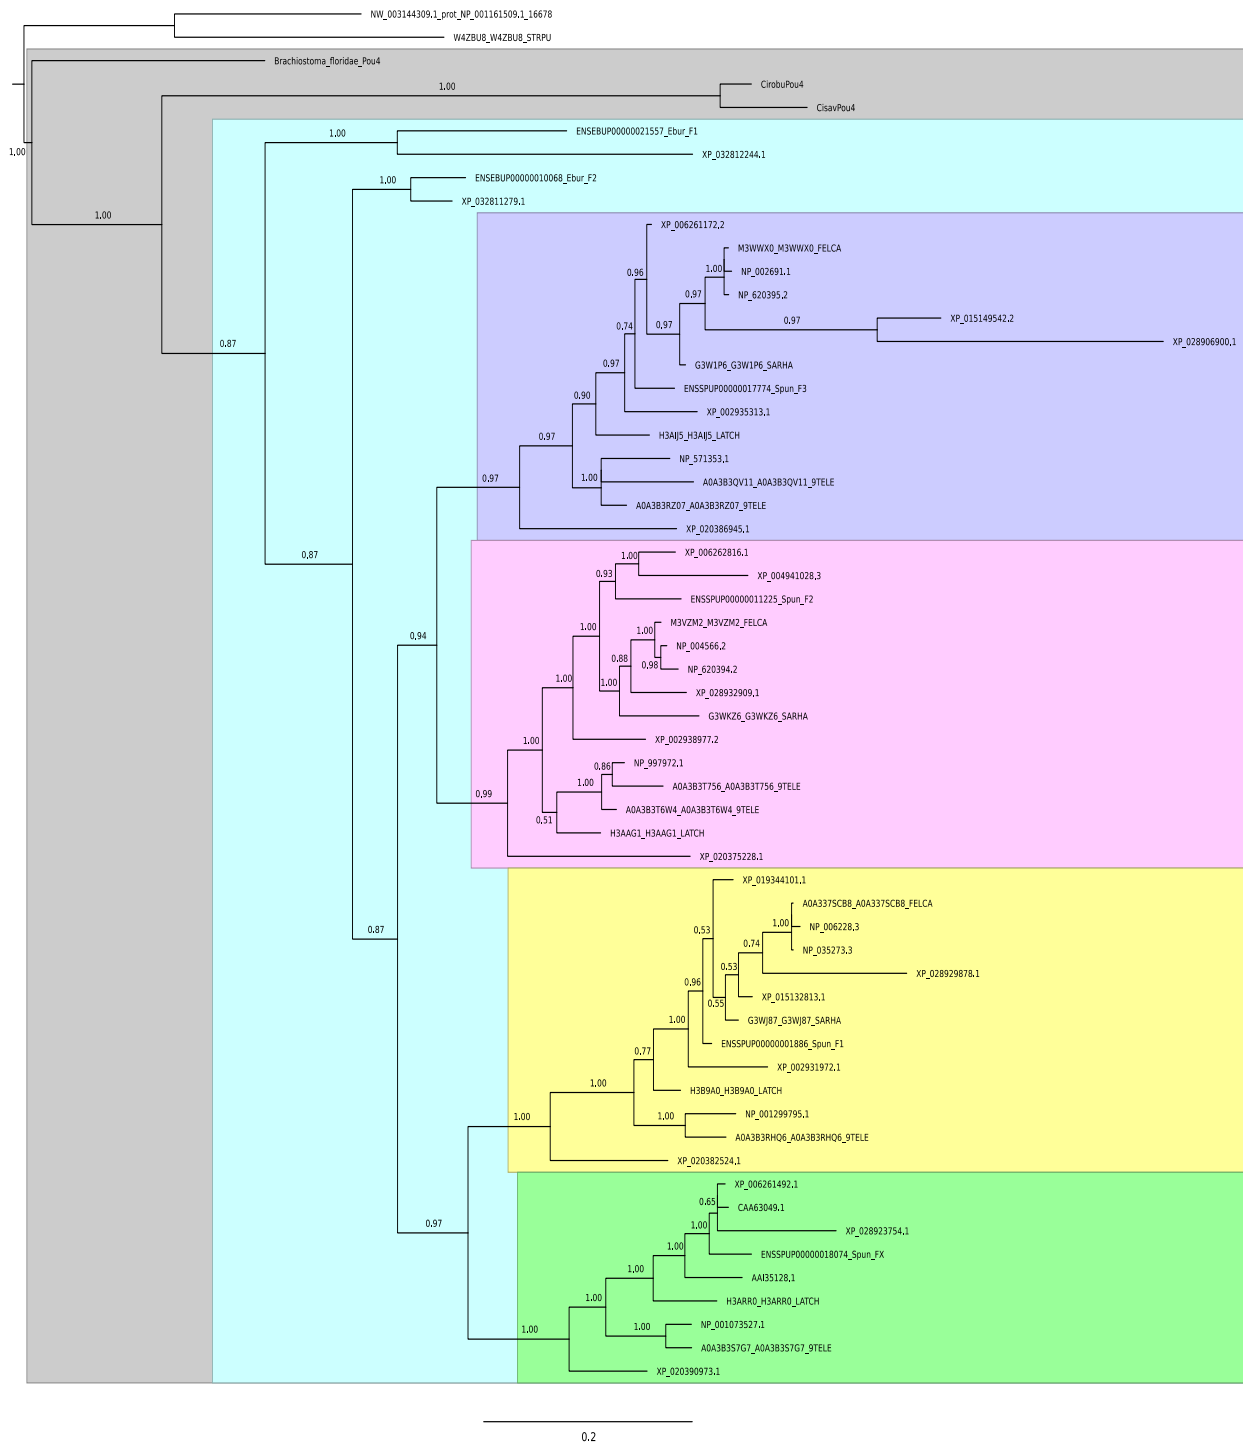 NW_003144309.1_prot_NP_001161509.1_16678
W4ZBU8_W4ZBU8_STRPU
Brachiostoma_floridae_Pou4
CirobuPou4
1.00
CisavPou4
ENSEBUP00000021557_Ebur_F1
1.00
1.00
XP_032812244.1
ENSEBUP00000010068_Ebur_F2
1.00
XP_032811279.1
1.00
XP_006261172.2
M3WWX0_M3WWX0_FELCA
0.96
1.00
NP_002691.1
NP_620395.2
0.97
XP_015149542.2
0.97
0.74
0.97
XP_028906900.1
0.87
0.97
G3W1P6_G3W1P6_SARHA
ENSSPUP00000017774_Spun_F3
0.90
XP_002935313.1
0.97
H3AIJ5_H3AIJ5_LATCH
NP_571353.1
0.97
1.00
A0A3B3QV11_A0A3B3QV11_9TELE
A0A3B3RZ07_A0A3B3RZ07_9TELE
XP_020386945.1
0.87
1.00
XP_006262816.1
0.93
XP_004941028.3
ENSSPUP00000011225_Spun_F2
1.00
M3VZM2_M3VZM2_FELCA
0.94
1.00
NP_004566.2
0.88
0.98
NP_620394.2
1.00
1.00
XP_028932909.1
G3WKZ6_G3WKZ6_SARHA
1.00
XP_002938977.2
NP_997972.1
0.86
1.00
A0A3B3T756_A0A3B3T756_9TELE
0.99
A0A3B3T6W4_A0A3B3T6W4_9TELE
0.51
H3AAG1_H3AAG1_LATCH
XP_020375228.1
XP_019344101.1
A0A337SCB8_A0A337SCB8_FELCA
0.87
0.53
1.00
NP_006228.3
0.74
NP_035273.3
0.53
XP_028929878.1
0.96
0.55
XP_015132813.1
1.00
G3WJ87_G3WJ87_SARHA
ENSSPUP00000001886_Spun_F1
0.77
XP_002931972.1
1.00
H3B9A0_H3B9A0_LATCH
1.00
1.00
NP_001299795.1
A0A3B3RHQ6_A0A3B3RHQ6_9TELE
XP_020382524.1
XP_006261492.1
0.65
CAA63049.1
0.97
1.00
XP_028923754.1
1.00
ENSSPUP00000018074_Spun_FX
1.00
AAI35128.1
1.00
H3ARR0_H3ARR0_LATCH
1.00
1.00
NP_001073527.1
A0A3B3S7G7_A0A3B3S7G7_9TELE
XP_020390973.1
0.2